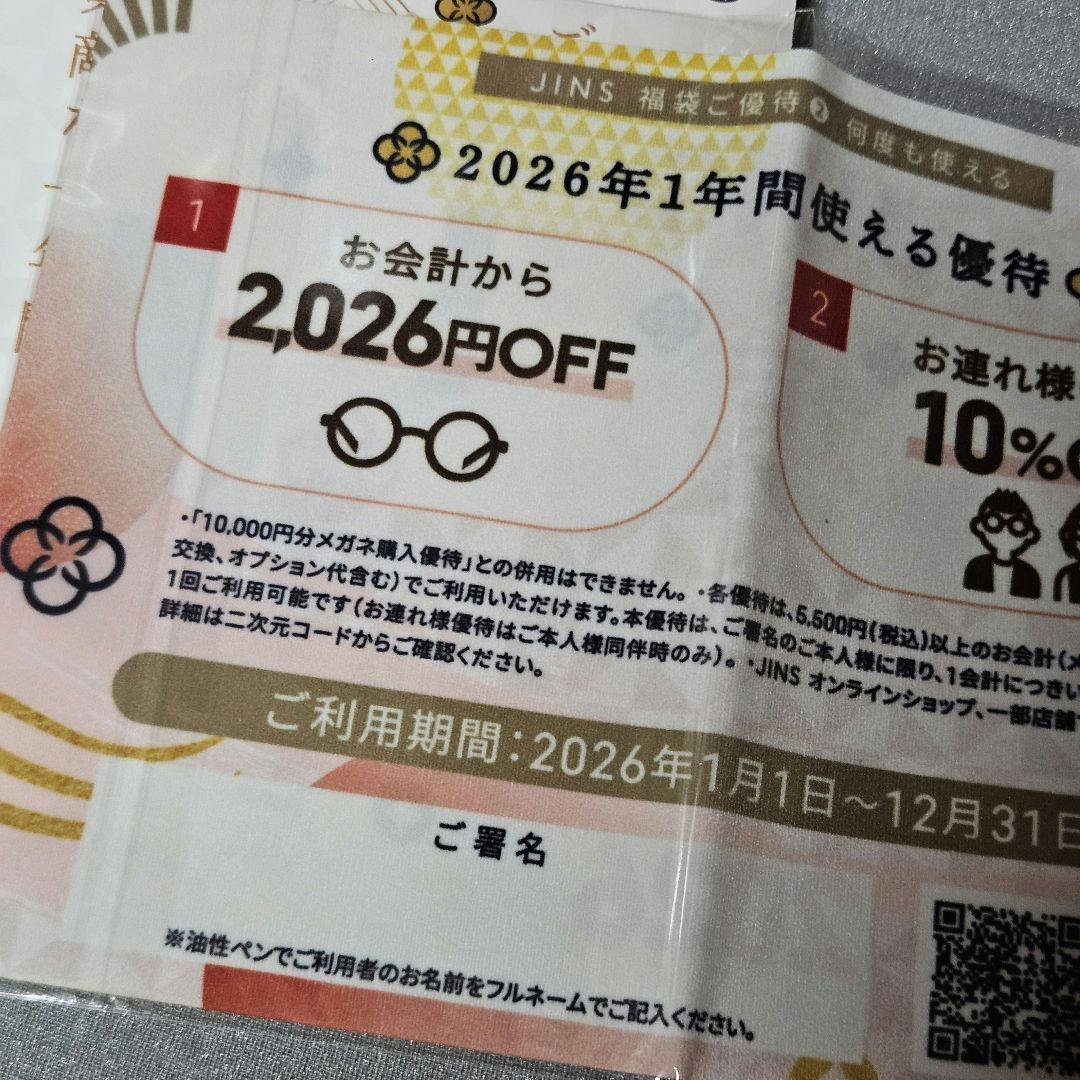 JINS 福袋ご優待❷ 何度も使える
2026年1年間使える優待
1
お会計から
2,026円OFF
2
お連れ様
10%
・「10,000円分メガネ購入優待」との併用はできません。・各優待は、5,500円(税込)以上のお会計(メ
交換、オプション代含む)でご利用いただけます。本優待は、ご署名のご本人様に限り、1会計につきい
1回ご利用可能です(お連れ様優待はご本人様同伴時のみ)。・JINS オンラインショップ、一部店舗
詳細は二次元コードからご確認ください。
ご利用期間:2026年1月1日～12月31日
ご署名
※油性ペンでご利用者のお名前をフルネームでご記入ください。